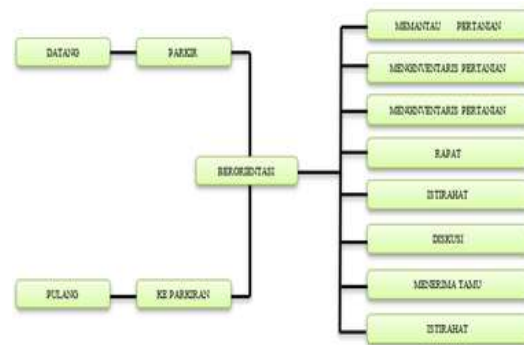 DATANG
PARKIR
BERORIENTASI
PULANG
KE PARKIRAN
MEMANTAU PERTANIAN
MENGINVENTARIS PERTANIAN
MENGINVENTARIS PERTANIAN
RAPAT
ISTIRAHAT
DISKUSI
MENERIMA TAMU
ISTIRAHAT